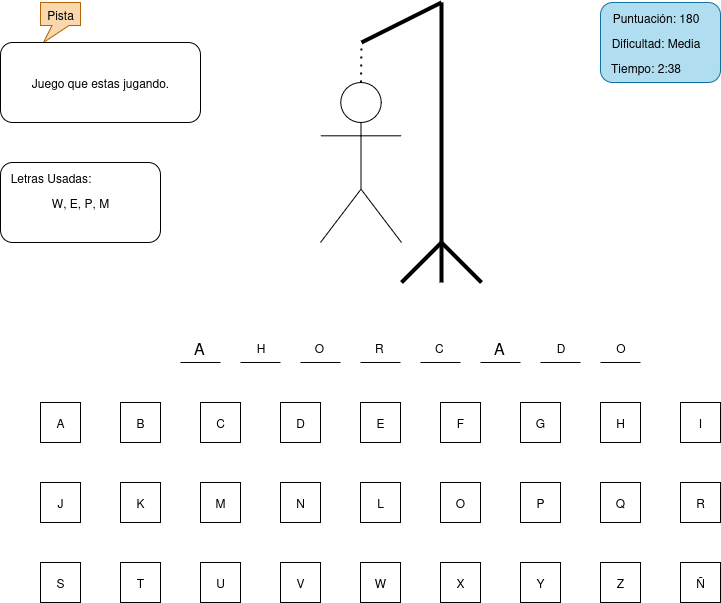 Pista
Juego que estas jugando.
Puntuación: 180
Dificultad: Media
Tiempo: 2:38
Letras Usadas:
W, E, P, M
A H O R C A D O
A B C D E F G H I
J K M N L O P Q R
S T U V W X Y Z Ñ